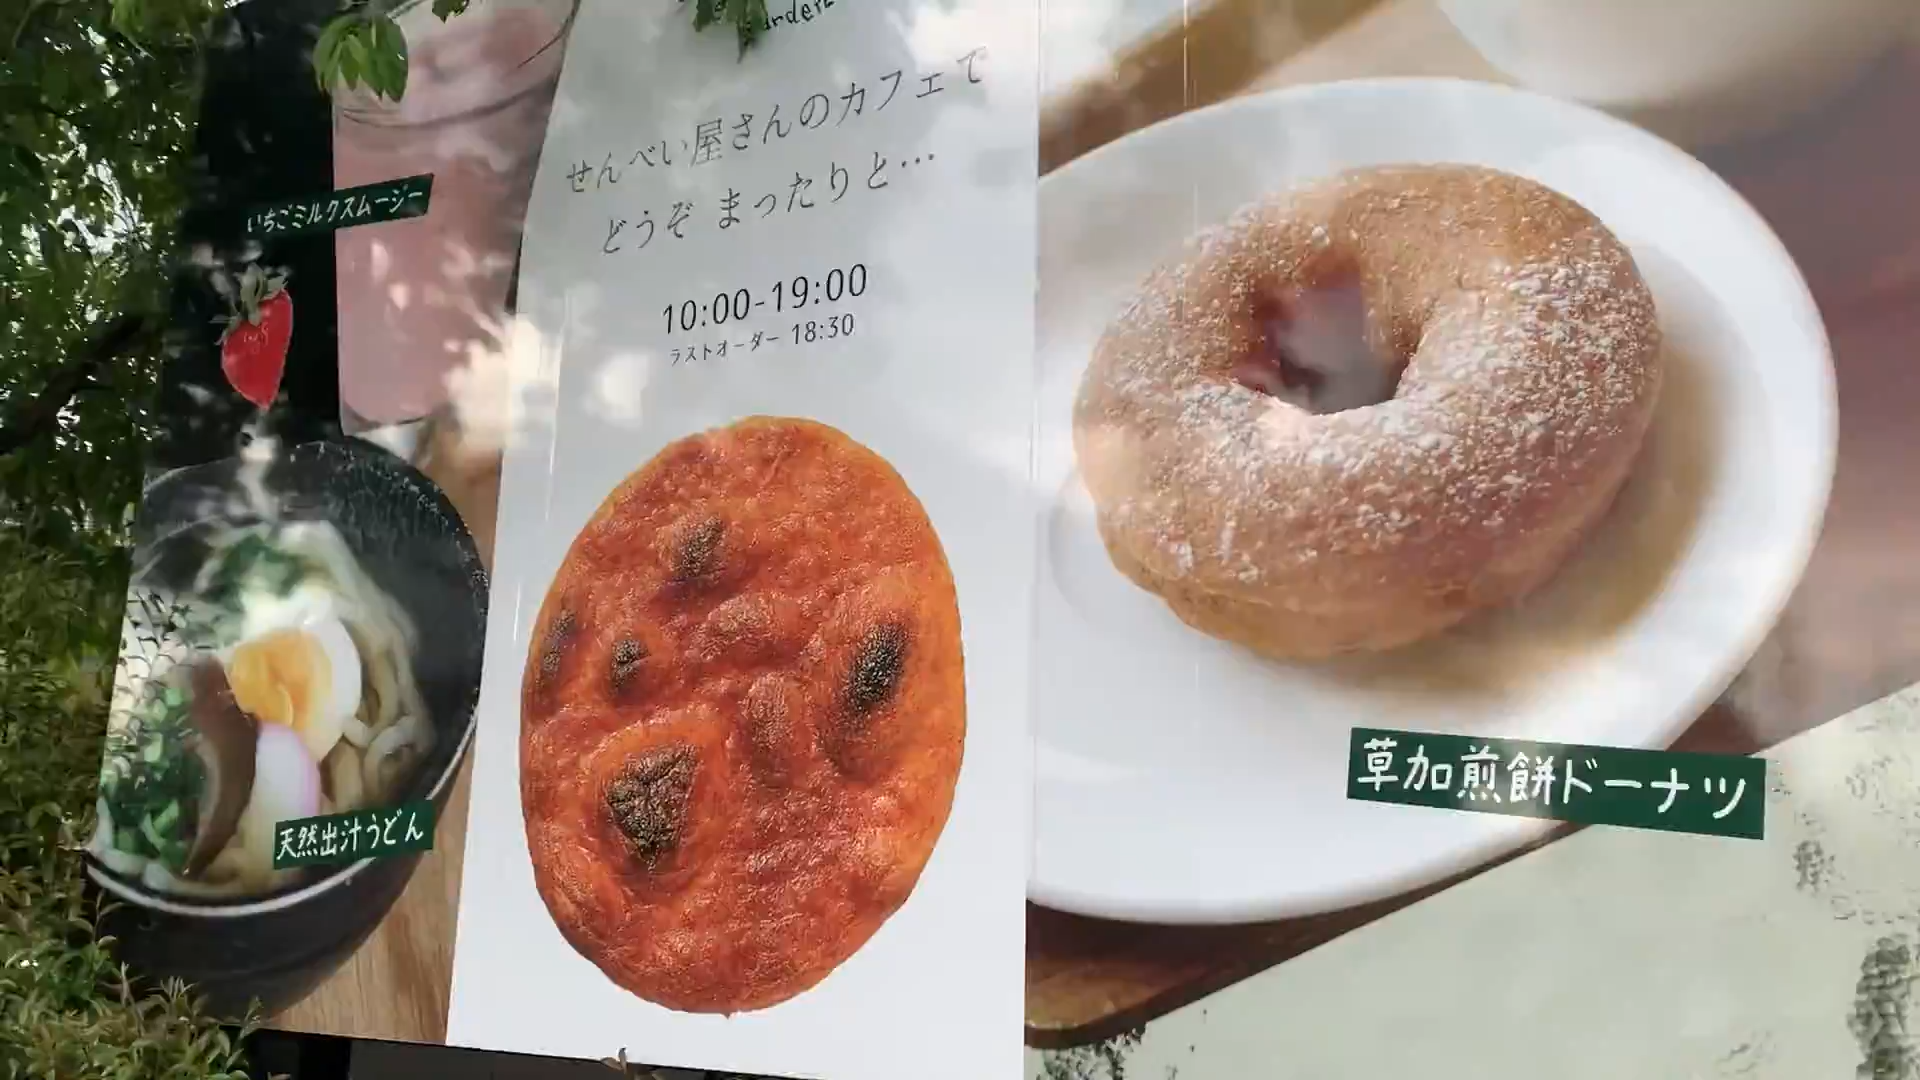 せんべい屋さんのカフェで
どうぞ まったりと…
10:00-19:00
ラストオーダー 18:30
いちごミルクスムージー
天然出汁うどん
草加煎餅ドーナツ